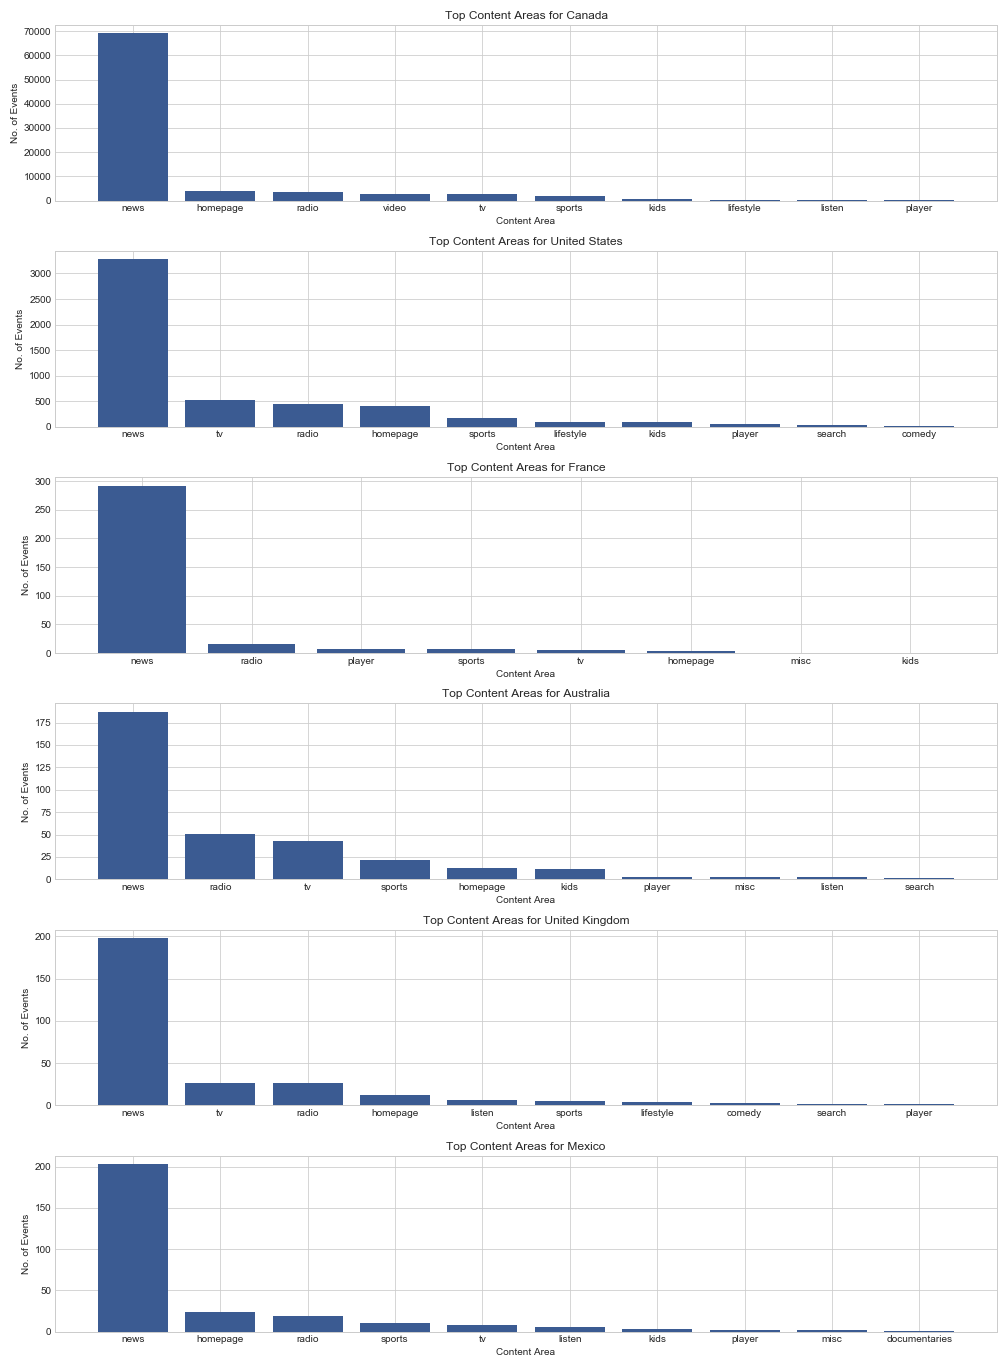 Top Content Areas for Canada
70000
60000
50000
40000
30000
20000
10000
0
No. of Events
news homepage radio video tv sports kids lifestyle listen player
Content Area
Top Content Areas for United States
3000
2500
2000
1500
1000
500
0
No. of Events
news tv radio homepage sports lifestyle kids player search comedy
Content Area
Top Content Areas for France
300
250
200
150
100
50
0
No. of Events
news radio player sports tv homepage misc kids
Content Area
Top Content Areas for Australia
175
150
125
100
75
50
25
0
No. of Events
news radio tv sports homepage kids player misc listen search
Content Area
Top Content Areas for United Kingdom
200
150
100
50
0
No. of Events
news tv radio homepage listen sports lifestyle comedy search player
Content Area
Top Content Areas for Mexico
200
150
100
50
0
No. of Events
news homepage radio sports tv listen kids player misc documentaries
Content Area